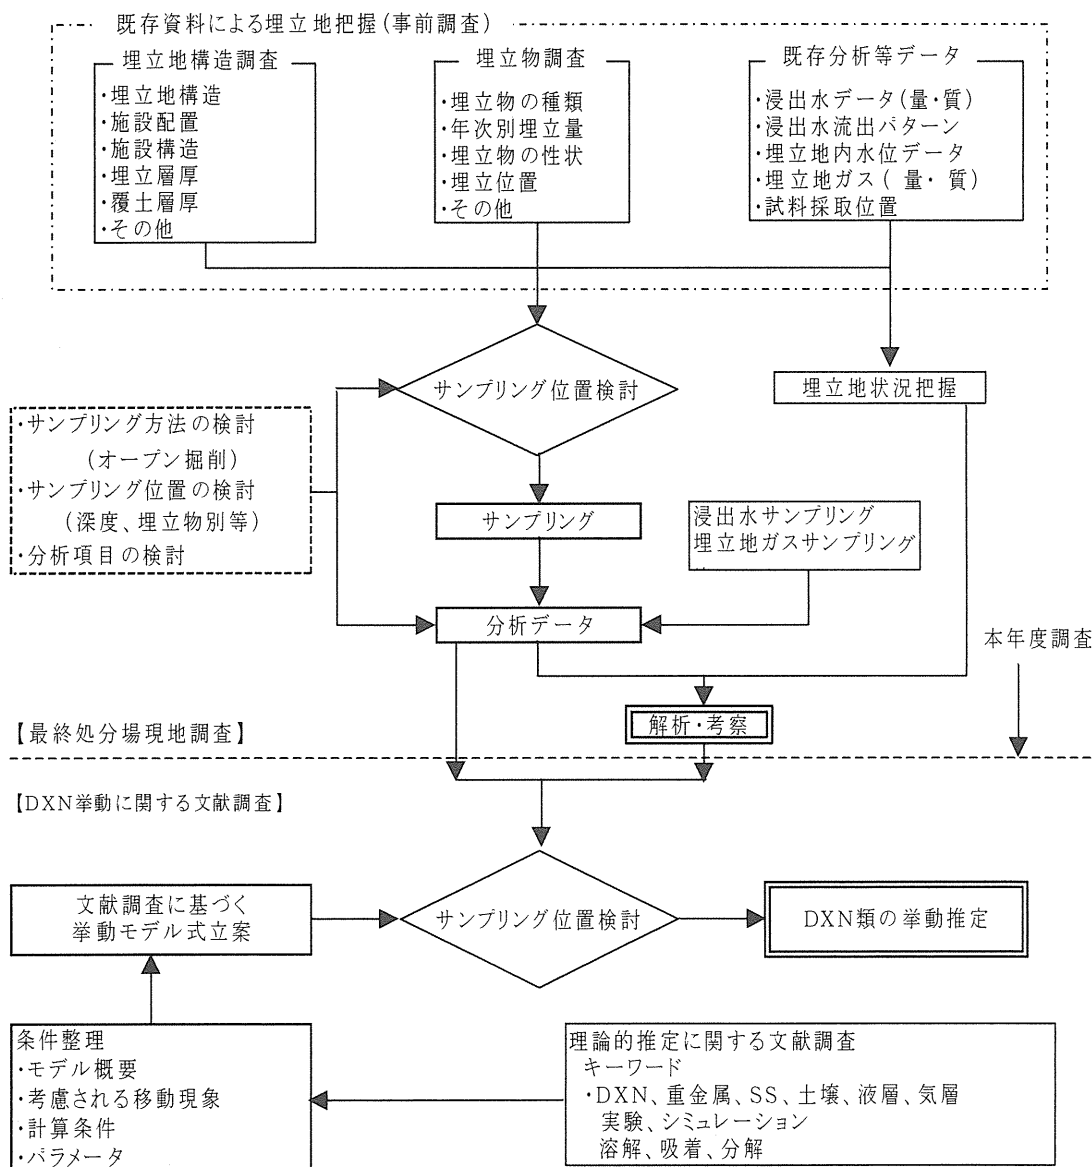 既存資料による埋立地把握(事前調査)
埋立地構造調査
・埋立地構造
・施設配置
・施設構造
・埋立層厚
・覆土層厚
・その他
埋立物調査
・埋立物の種類
・年次別埋立量
・埋立物の性状
・埋立位置
・その他
既存分析等データ
・浸出水データ(量・質)
・浸出水流出パターン
・埋立地内水位データ
・埋立地ガス( 量・ 質)
・試料採取位置
サンプリング位置検討
埋立地状況把握
・サンプリング方法の検討
(オープン掘削)
・サンプリング位置の検討
(深度、埋立物別等)
・分析項目の検討
サンプリング
浸出水サンプリング
埋立地ガスサンプリング
分析データ
本年度調査
解析・考察
【最終処分場現地調査】
【DXN挙動に関する文献調査】
文献調査に基づく
挙動モデル式立案
サンプリング位置検討
DXN類の挙動推定
条件整理
・モデル概要
・考慮される移動現象
・計算条件
・パラメータ
理論的推定に関する文献調査
キーワード
・DXN、重金属、SS、土壌、液層、気層
実験、シミュレーション
溶解、吸着、分解